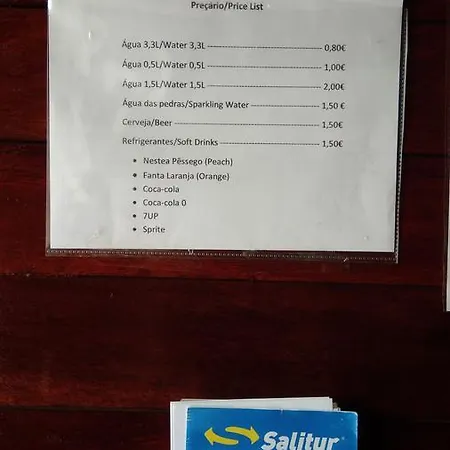 Preçário/Price List
Água 3,3L/Water 3,3L 0,80€
Água 0,5L/Water 0,5L 1,00€
Água 1,5L/Water 1,5L 2,00€
Água das pedras/Sparkling Water 1,50 €
Cerveja/Beer 1,50€
Refrigerantes/Soft Drinks 1,50€
• Nestea Pêssego (Peach)
• Fanta Laranja (Orange)
• Coca-cola
• Coca-cola 0
• 7UP
• Sprite
Salitur